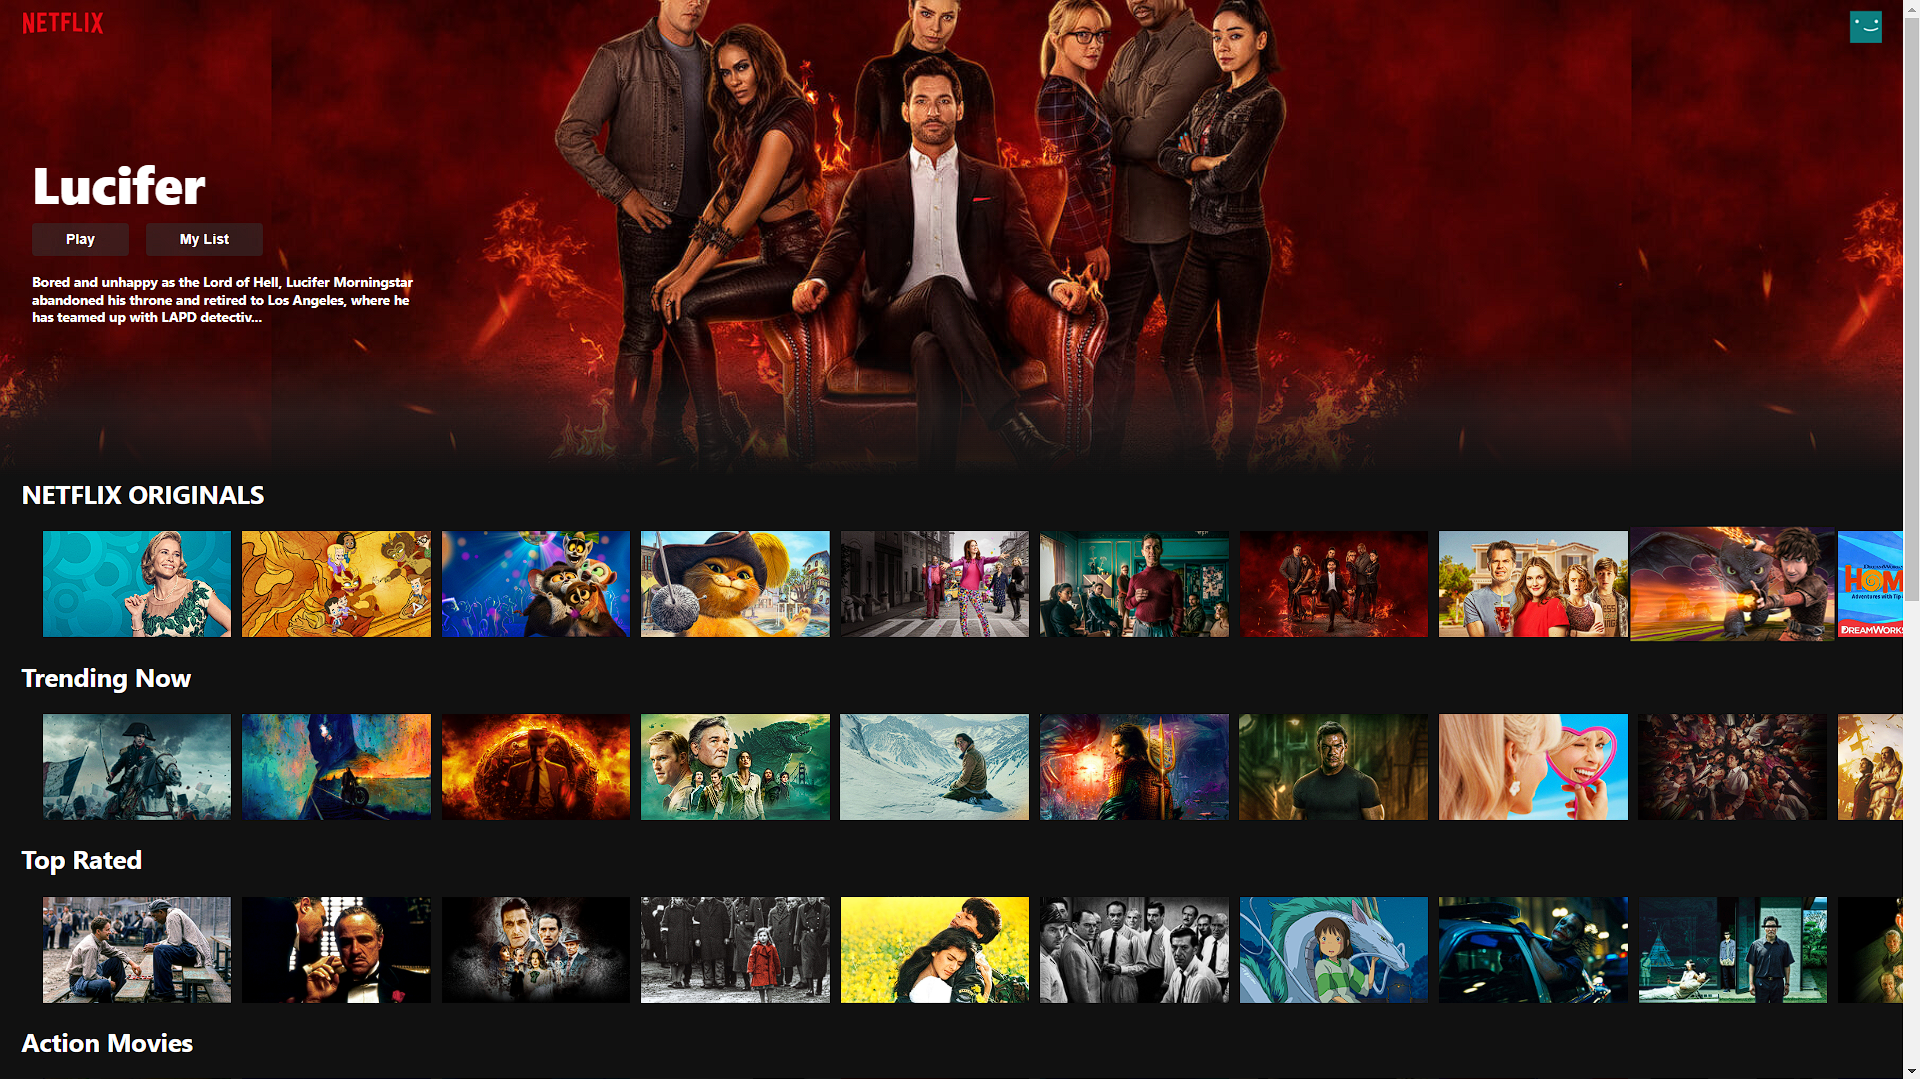 NETFLIX
Lucifer
Play
My List
Bored and unhappy as the Lord of Hell, Lucifer Morningstar
abandoned his throne and retired to Los Angeles, where he
has teamed up with LAPD detectiv...
NETFLIX ORIGINALS
DREAMWORKS
HOM
Adventures with Tip
DREAMWORKS
Trending Now
Top Rated
Action Movies